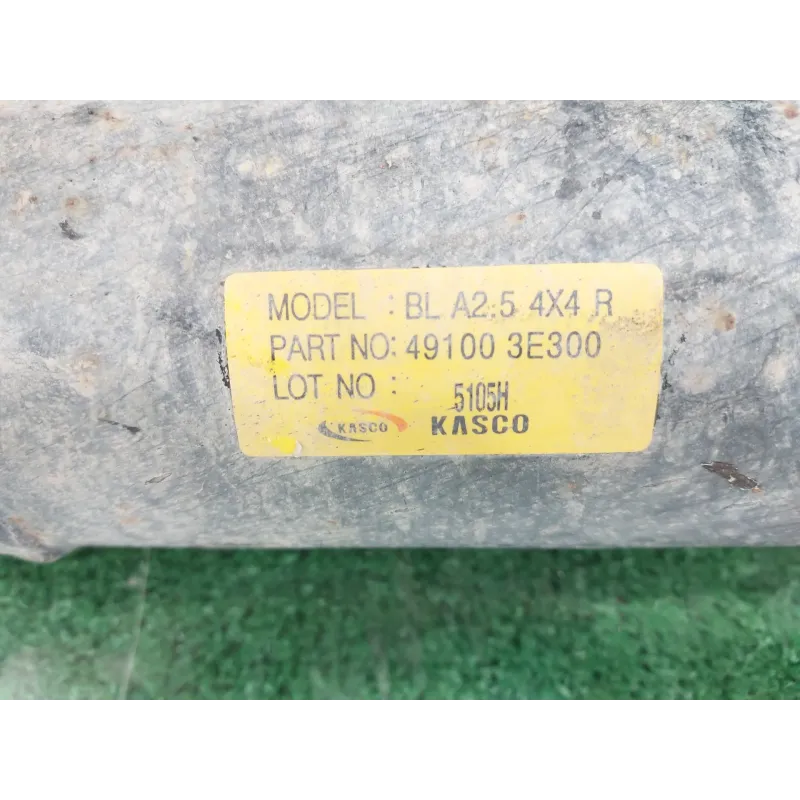 MODEL : BL A2.5 4X4 R
PART NO: 49100 3E300
LOT NO : 5105H
KASCO KASCO